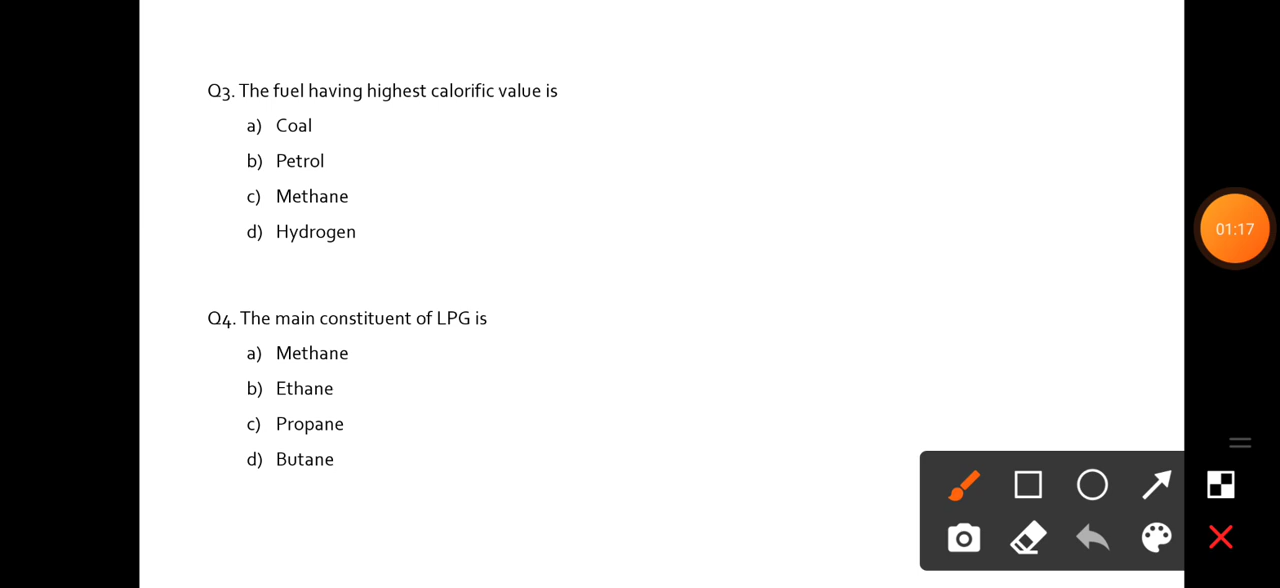 Q3. The fuel having highest calorific value is
a) Coal
b) Petrol
c) Methane
d) Hydrogen
01:17
Q4. The main constituent of LPG is
a) Methane
b) Ethane
c) Propane
d) Butane